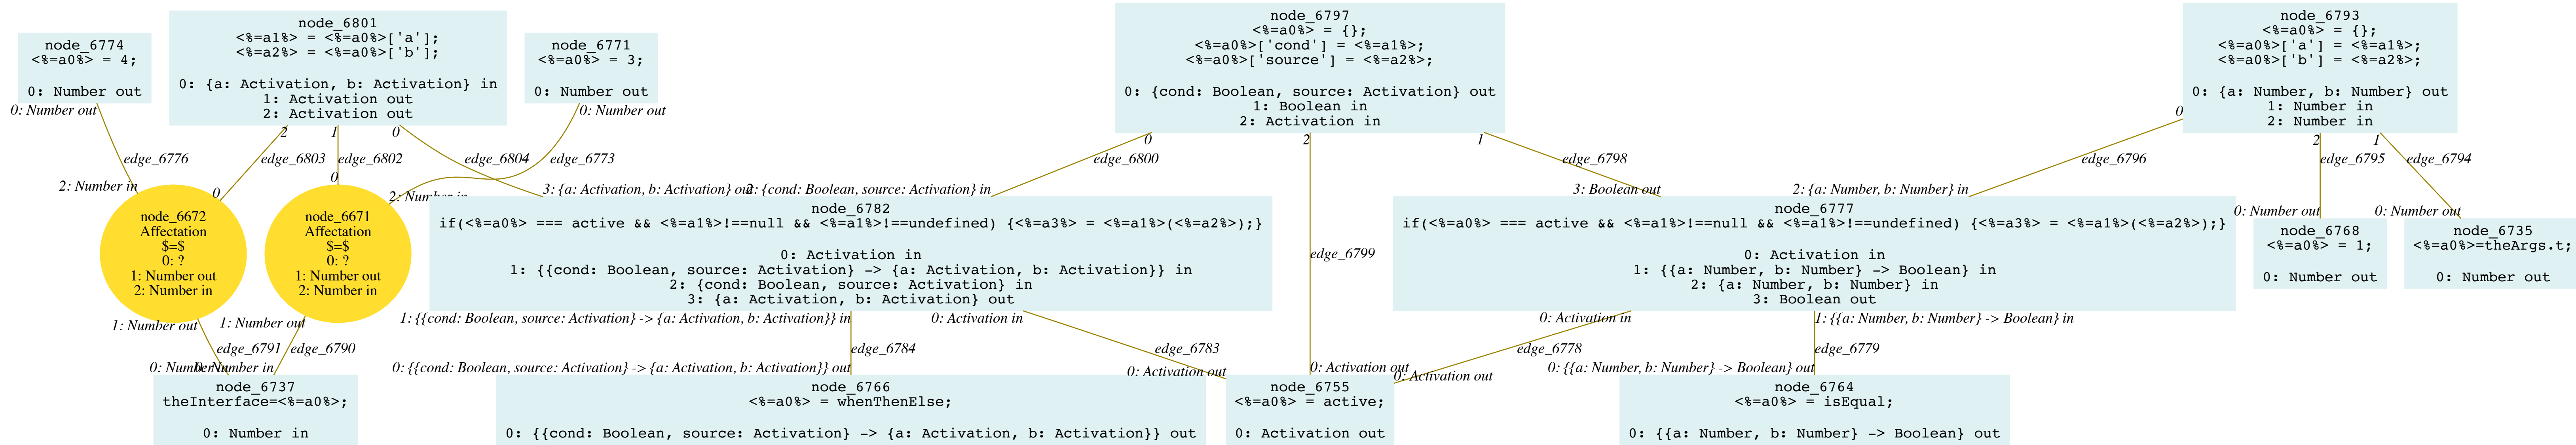 node_6774
<%=a0%> = 4;
0: Number out
node_6801
<%=a1%> = <%=a0%>['a'];
<%=a2%> = <%=a0%>['b'];
0: {a: Activation, b: Activation} in
1: Activation out
2: Activation out
node_6771
<%=a0%> = 3;
0: Number out
node_6797
<%=a0%> = {};
<%=a0%>['cond'] = <%=a1%>;
<%=a0%>['source'] = <%=a2%>;
0: {cond: Boolean, source: Activation} out
1: Boolean in
2: Activation in
node_6793
<%=a0%> = {};
<%=a0%>['a'] = <%=a1%>;
<%=a0%>['b'] = <%=a2%>;
0: {a: Number, b: Number} out
1: Number in
2: Number in
0: Number out
2
1
0
0: Number out
0
2
1
0
2
1
edge_6776
edge_6803
edge_6802
edge_6804
edge_6773
edge_6800
edge_6798
edge_6796
edge_6795
edge_6794
2: Number in
0
0
2: Number in
3: {a: Activation, b: Activation} out
2: {cond: Boolean, source: Activation} in
3: Boolean out
2: {a: Number, b: Number} in
0: Number out
0: Number out
node_6672
Affectation
$=$
0: ?
1: Number out
2: Number in
node_6671
Affectation
$=$
0: ?
1: Number out
2: Number in
node_6782
if(<%=a0%> === active && <%=a1%>!==null && <%=a1%>!==undefined) {<%=a3%> = <%=a1%>(<%=a2%>);}
0: Activation in
1: {{cond: Boolean, source: Activation} -> {a: Activation, b: Activation}} in
2: {cond: Boolean, source: Activation} in
3: {a: Activation, b: Activation} out
edge_6799
node_6777
if(<%=a0%> === active && <%=a1%>!==null && <%=a1%>!==undefined) {<%=a3%> = <%=a1%>(<%=a2%>);}
0: Activation in
1: {{a: Number, b: Number} -> Boolean} in
2: {a: Number, b: Number} in
3: Boolean out
node_6768
<%=a0%> = 1;
0: Number out
node_6735
<%=a0%>=theArgs.t;
0: Number out
1: Number out
1: Number out
1: {{cond: Boolean, source: Activation} -> {a: Activation, b: Activation}} in
0: Activation in
0: Activation in
1: {{a: Number, b: Number} -> Boolean} in
edge_6791
edge_6790
edge_6784
edge_6783
edge_6778
edge_6779
0: Number in
0: Number in
0: {{cond: Boolean, source: Activation} -> {a: Activation, b: Activation}} out
0: Activation out
0: Activation out
0: Activation out
0: {{a: Number, b: Number} -> Boolean} out
node_6737
theInterface=<%=a0%>;
0: Number in
node_6766
<%=a0%> = whenThenElse;
0: {{cond: Boolean, source: Activation} -> {a: Activation, b: Activation}} out
node_6755
<%=a0%> = active;
0: Activation out
node_6764
<%=a0%> = isEqual;
0: {{a: Number, b: Number} -> Boolean} out